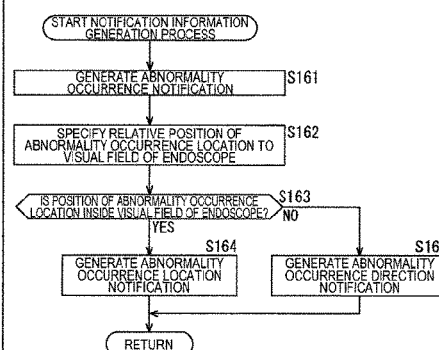 START NOTIFICATION INFORMATION
GENERATION PROCESS
GENERATE ABNORMALITY
OCCURRENCE NOTIFICATION
S161
SPECIFY RELATIVE POSITION OF
ABNORMALITY OCCURRENCE LOCATION TO
VISUAL FIELD OF ENDOSCOPE
S162
IS POSITION OF ABNORMALITY OCCURRENCE
LOCATION INSIDE VISUAL FIELD OF ENDOSCOPE?
S163
NO
YES
S164
GENERATE ABNORMALITY
OCCURRENCE LOCATION
NOTIFICATION
S16
GENERATE ABNORMALITY
OCCURRENCE DIRECTION
NOTIFICATION
RETURN